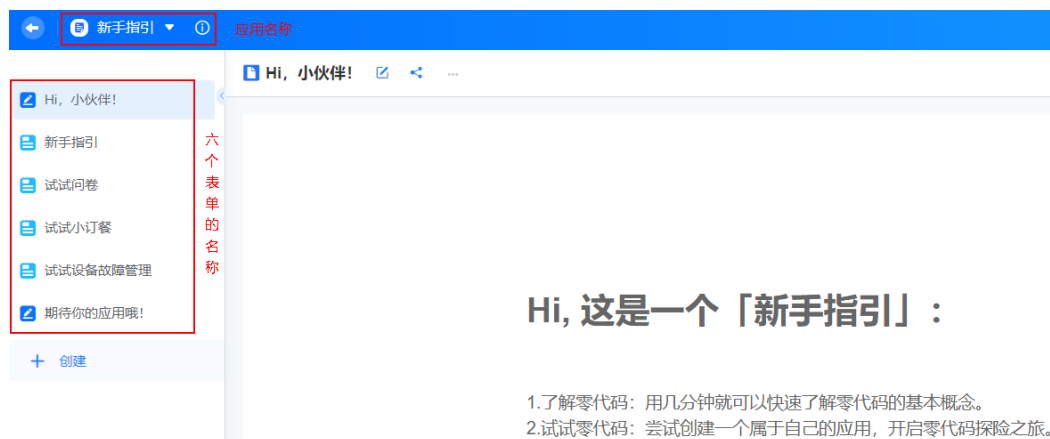 新手指引
应用名称
Hi，小伙伴！
Hi，小伙伴！
新手指引
试试问卷
试试小订餐
试试设备故障管理
期待你的应用哦！
六个表单的名称
创建
Hi, 这是一个「新手指引」:
1.了解零代码：用几分钟就可以快速了解零代码的基本概念。
2.试试零代码：尝试创建一个属于自己的应用，开启零代码探险之旅。